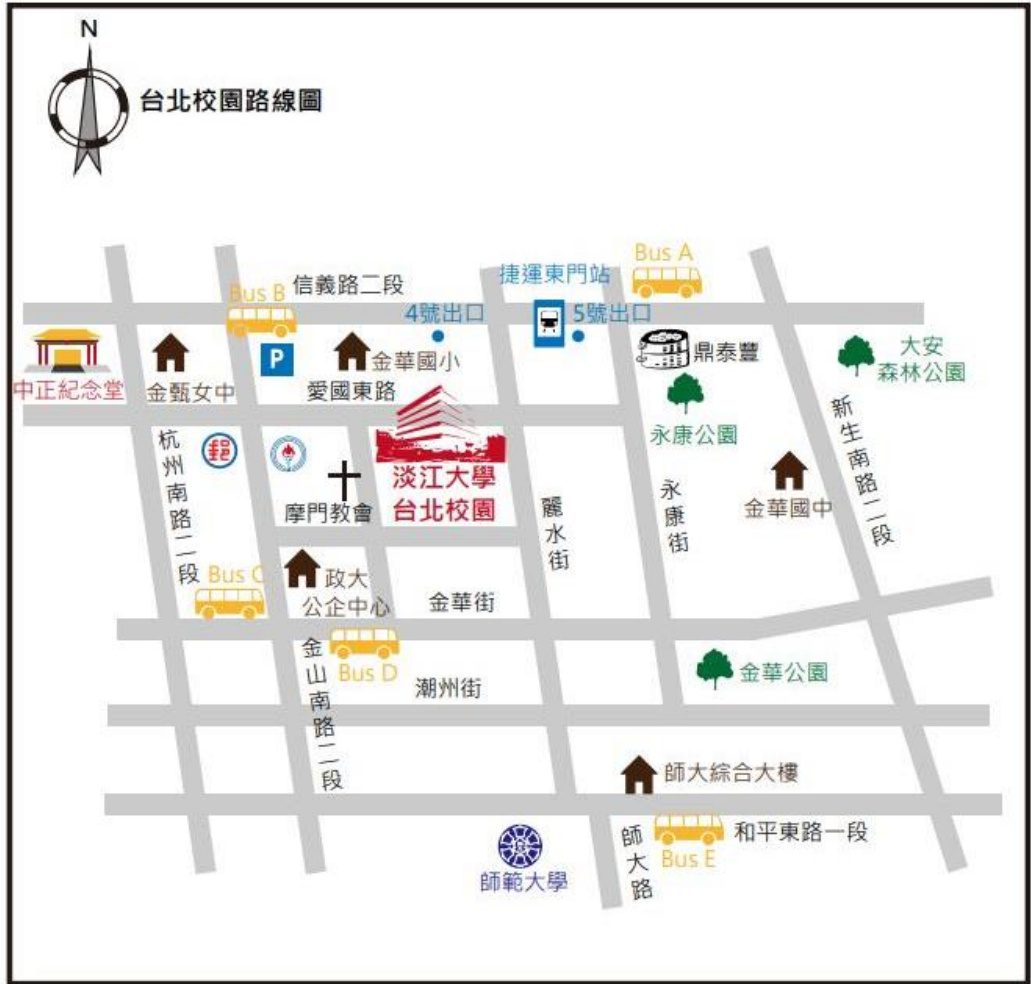 N
台北校園路線圖
Bus A
捷運東門站
信義路二段
Bus B
4號出口
5號出口
鼎泰豐
大安
森林公園
P
金華國小
中正紀念堂
金甄女中
愛國東路
永康公園
新生南路二段
杭州南路二段
郵
淡江大學
台北校園
摩門教會
麗水街
永康街
金華國中
Bus C
政大
公企中心
金華街
Bus D
金山南路二段
潮州街
金華公園
師大綜合大樓
師大路
Bus E
和平東路一段
師範大學